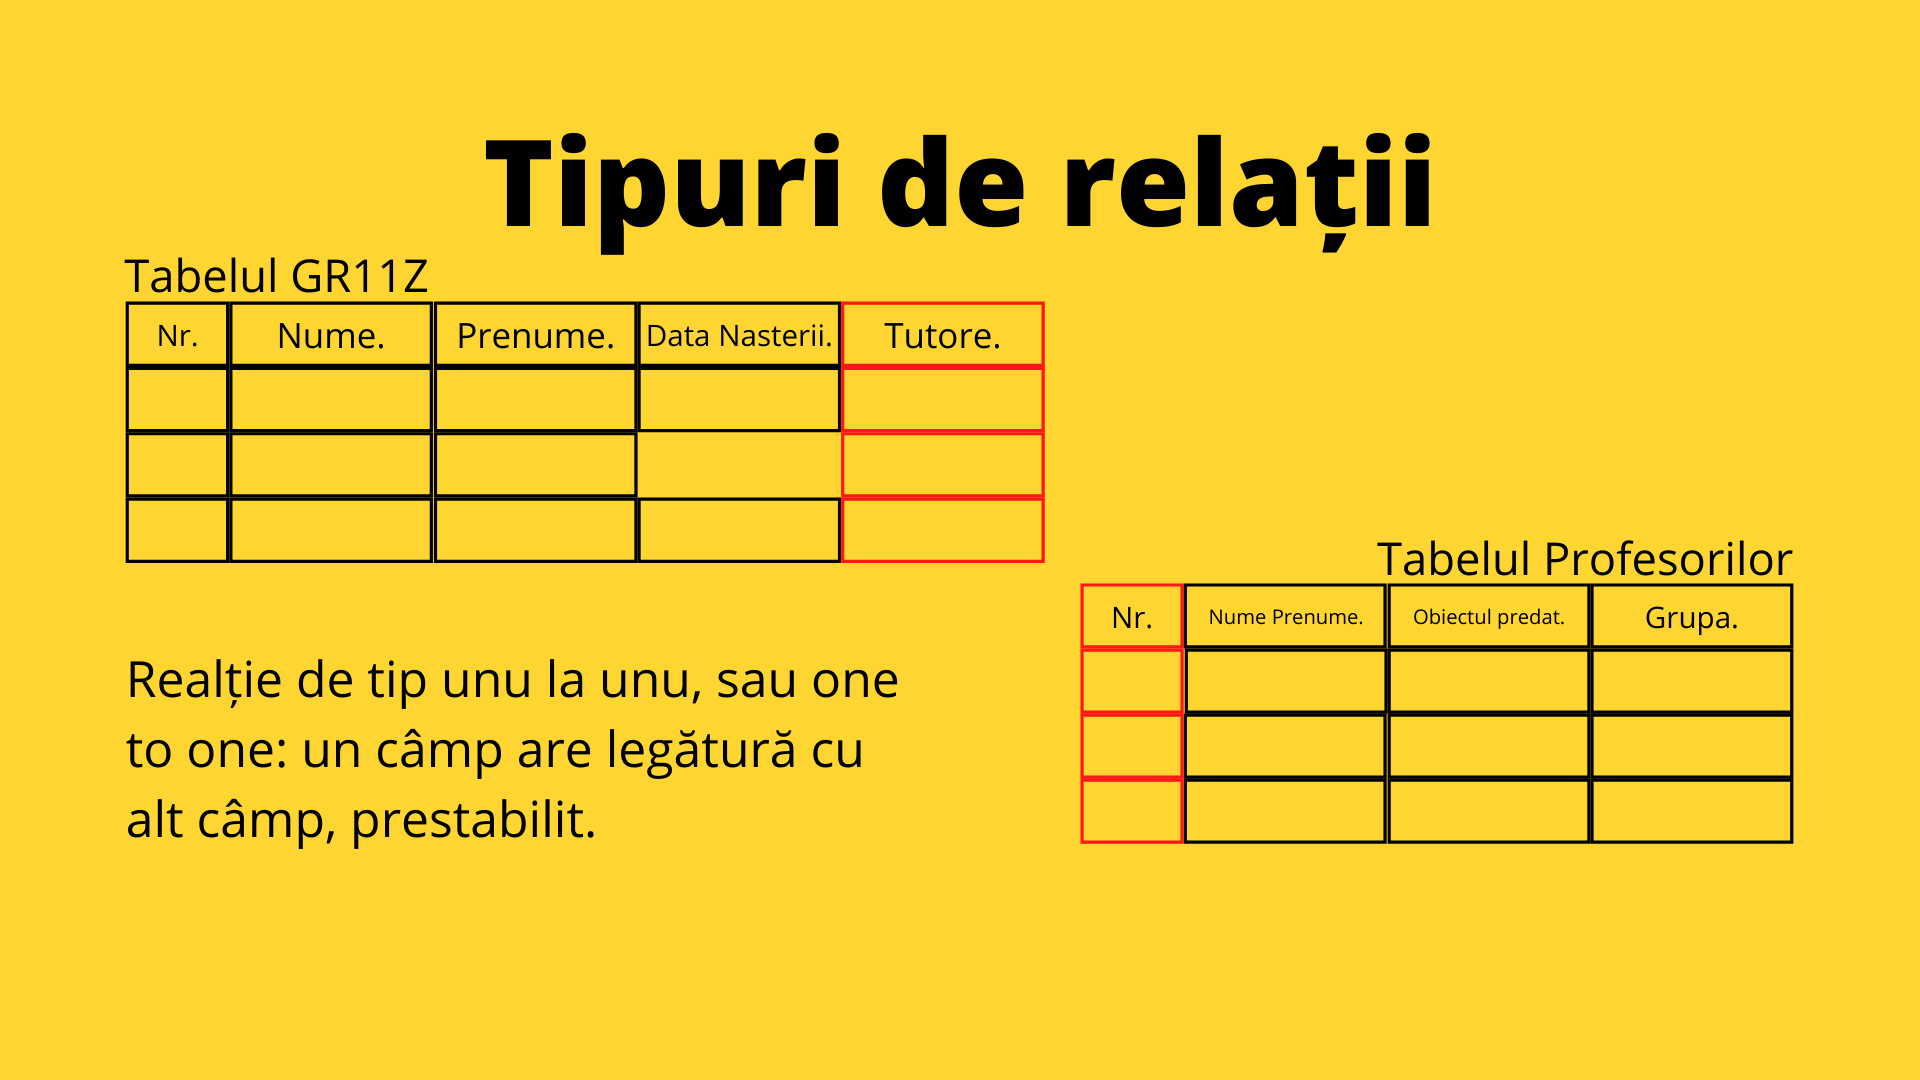 Tipuri de relații
Tabelul GR11Z
Nr. Nume. Prenume. Data Nasterii. Tutore.
Tabelul Profesorilor
Nr. Nume Prenume. Obiectul predat. Grupa.
Realție de tip unu la unu, sau one
to one: un câmp are legătură cu
alt câmp, prestabilit.